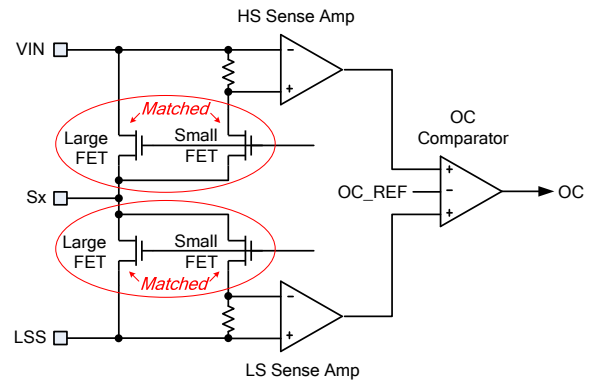 HS Sense Amp
VIN
−
+
Matched
Large
FET
Small
FET
OC
Comparator
+
OC_REF
−
+
OC
Sx
Large
FET
Small
FET
Matched
−
+
LSS
LS Sense Amp